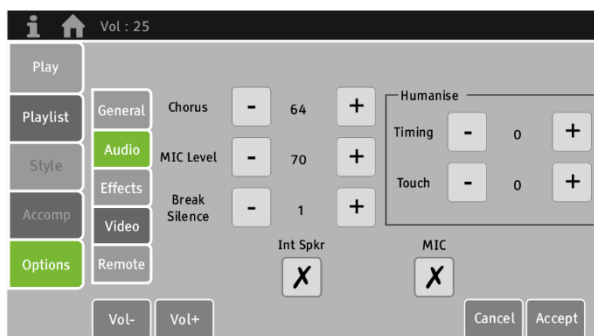 Vol : 25
Play
Playlist
Style
Accomp
Options
General
Audio
Effects
Video
Remote
Chorus - 64 +
MIC Level - 70 +
Break
Silence - 1 +
Humanise
Timing - 0 +
Touch - 0 +
Int Spkr MIC
✗ ✗
Vol- Vol+ Cancel Accept